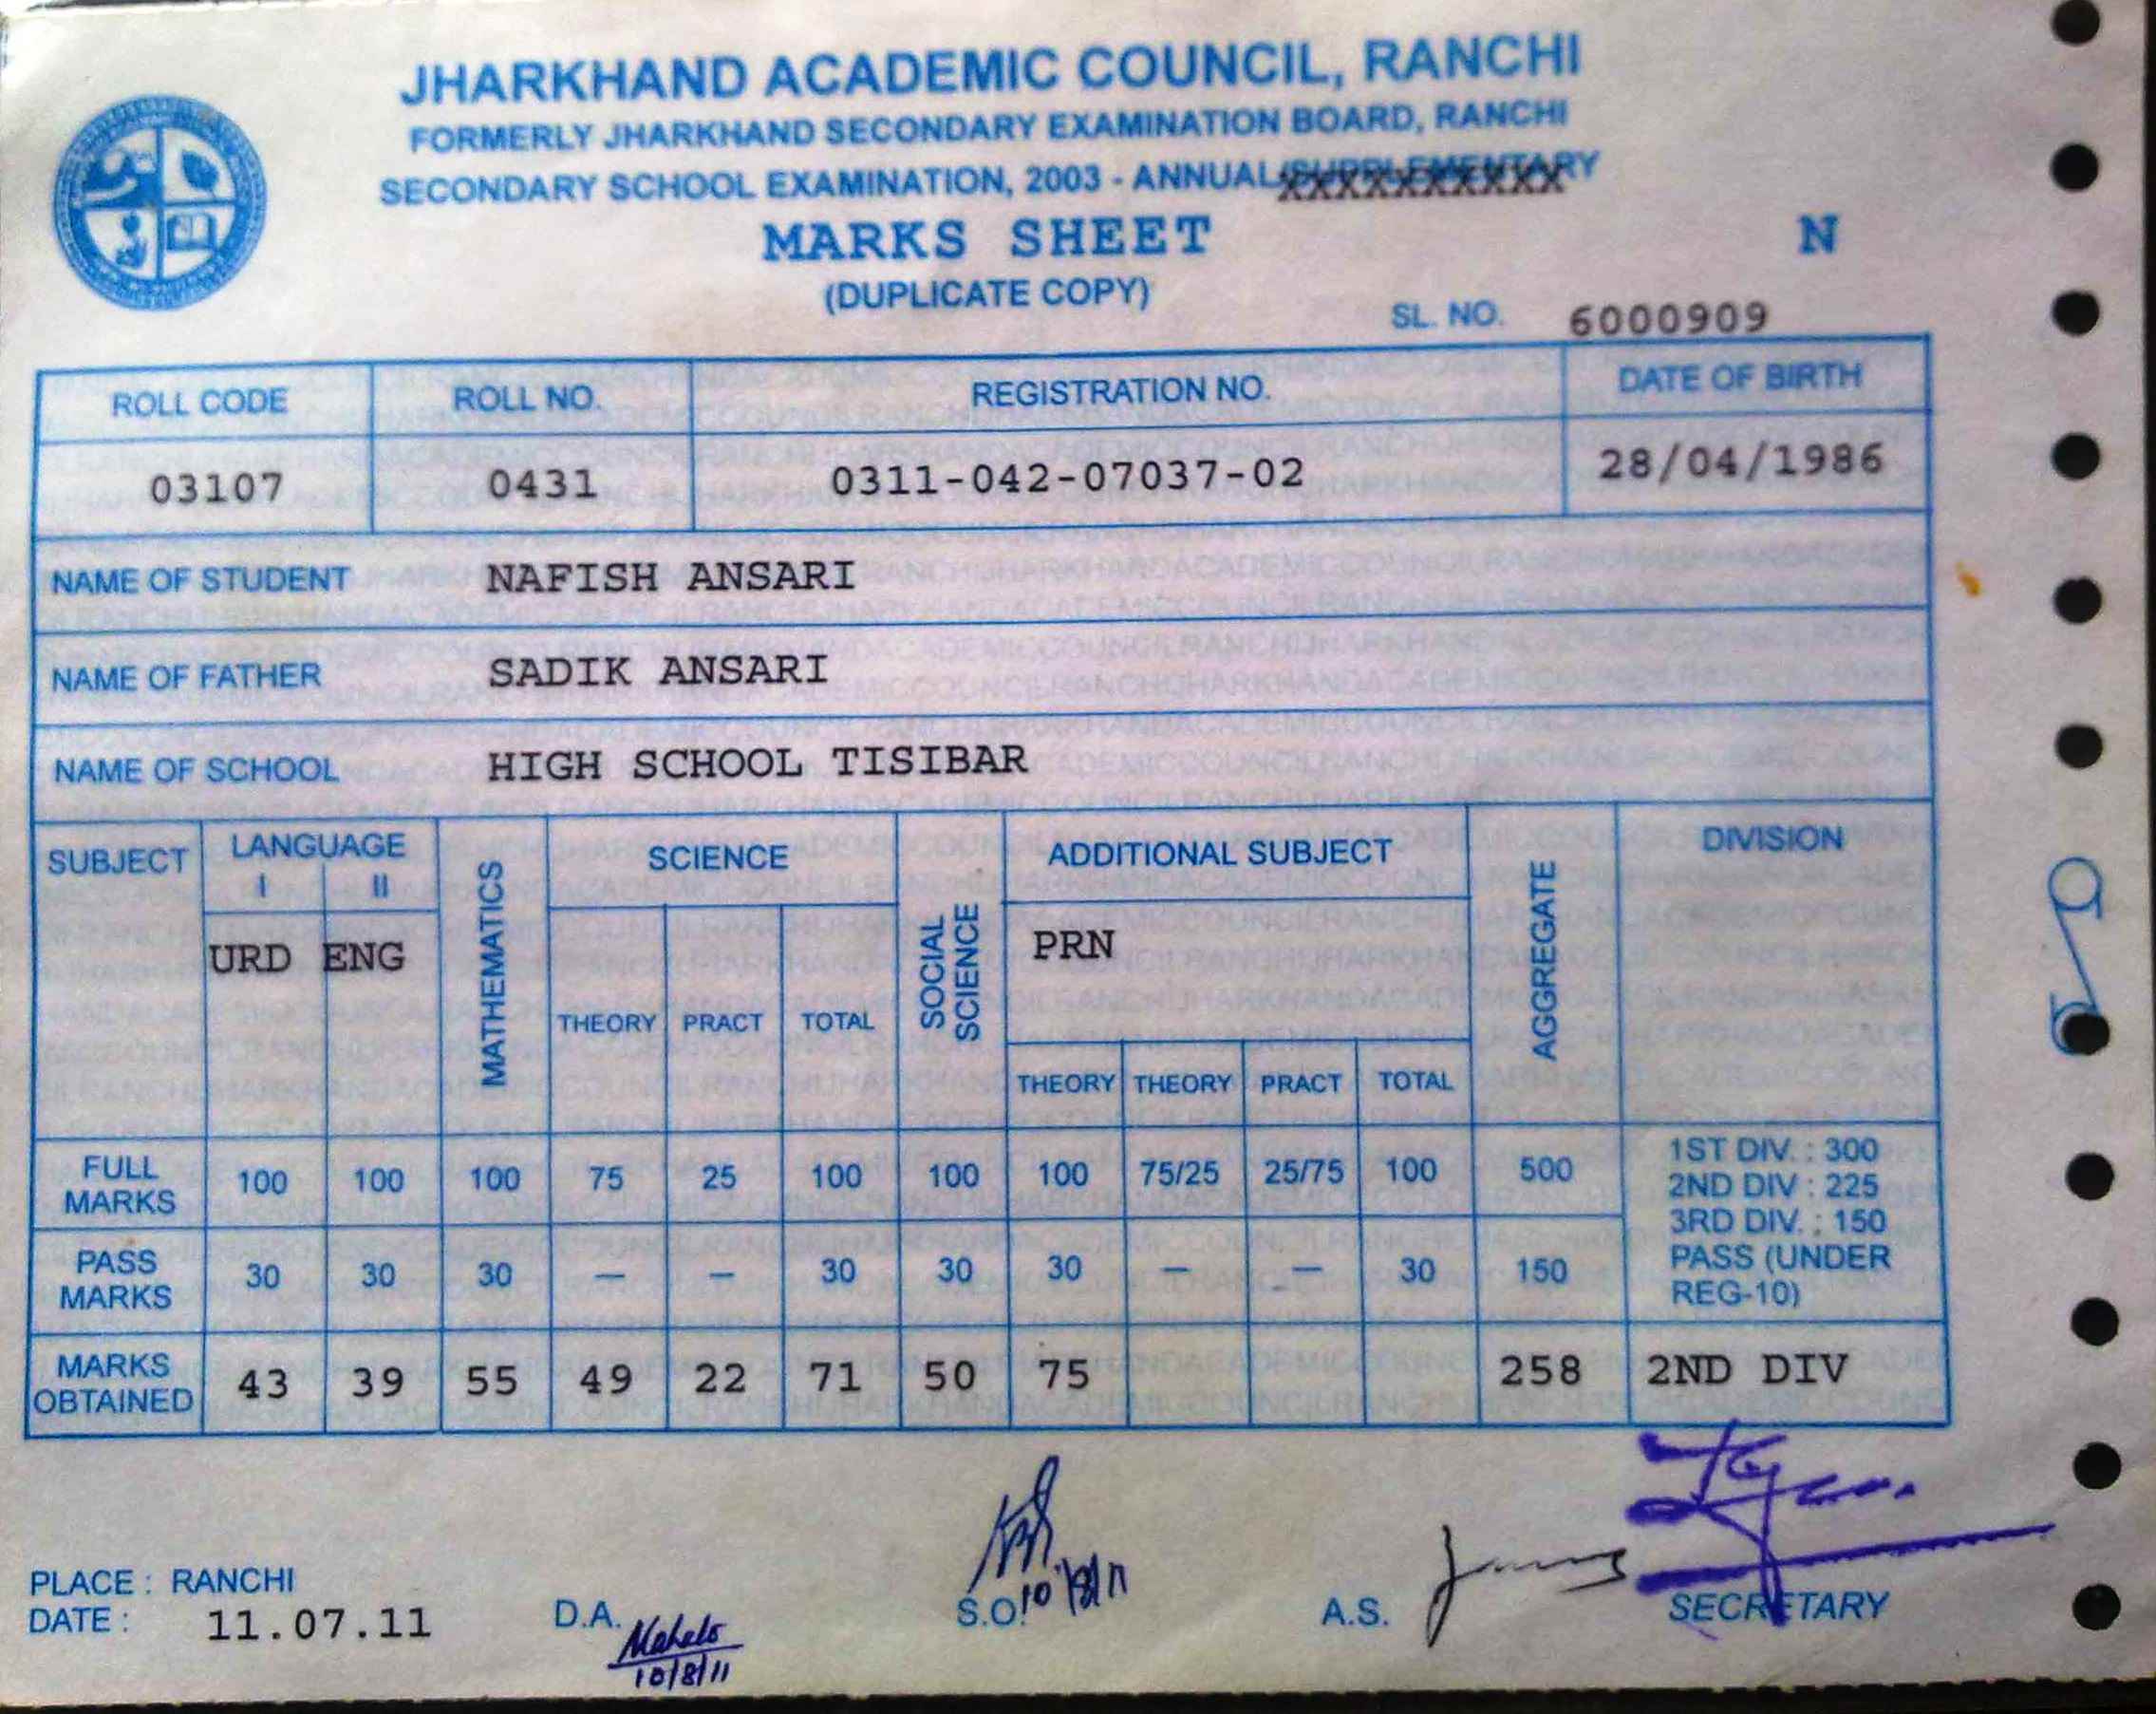 JHARKHAND ACADEMIC COUNCIL, RANCHI
FORMERLY JHARKHAND SECONDARY EXAMINATION BOARD, RANCHI
SECONDARY SCHOOL EXAMINATION, 2003 - ANNUAL/SUPPLEMENTARY
MARKS SHEET N
(DUPLICATE COPY)
SL. NO. 6000909
ROLL CODE ROLL NO. REGISTRATION NO. DATE OF BIRTH
03107 0431 0311-042-07037-02 28/04/1986
NAME OF STUDENT NAFISH ANSARI
NAME OF FATHER SADIK ANSARI
NAME OF SCHOOL HIGH SCHOOL TISIBAR
SUBJECT LANGUAGE MATHEMATICS SCIENCE SOCIAL SCIENCE ADDITIONAL SUBJECT AGGREGATE DIVISION
I II
URD ENG PRN
THEORY PRACT TOTAL
THEORY THEORY PRACT TOTAL
FULL MARKS 100 100 100 75 25 100 100 100 75/25 25/75 100 500
1ST DIV. : 300
2ND DIV : 225
3RD DIV. : 150
PASS (UNDER
REG-10)
PASS MARKS 30 30 30 — — 30 30 30 — — 30 150
MARKS OBTAINED 43 39 55 49 22 71 50 75 258 2ND DIV
PLACE : RANCHI
DATE : 11.07.11 D.A. S.O. A.S. SECRETARY
Mahato
10/8/11